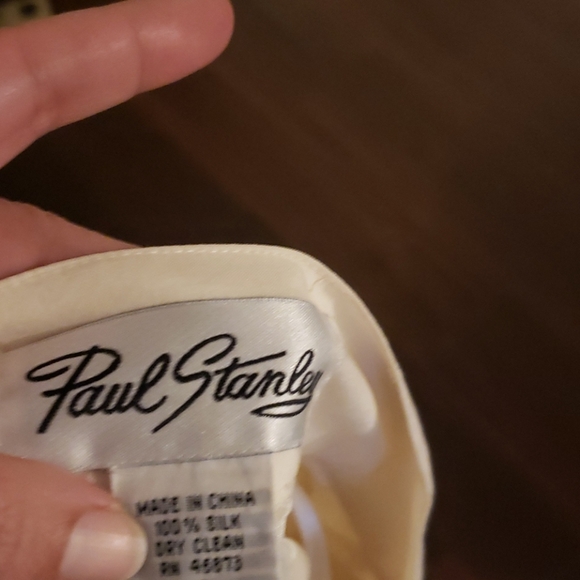 Paul Stanley
MADE IN CHINA
100% SILK
DRY CLEAN
RN 46873